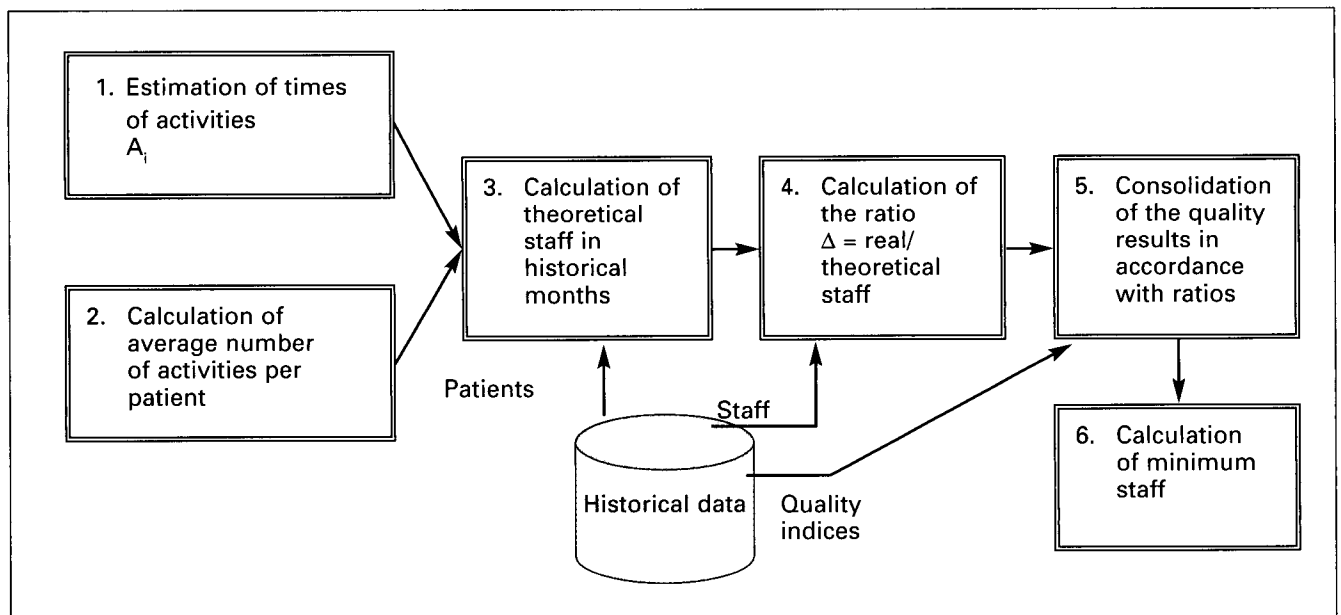 1. Estimation of times
of activities
A_i
2. Calculation of
average number
of activities per
patient
3. Calculation of
theoretical
staff in
historical
months
4. Calculation of
the ratio
Δ = real/
theoretical
staff
5. Consolidation
of the quality
results in
accordance
with ratios
6. Calculation
of minimum
staff
Patients
Staff
Historical data
Quality
indices